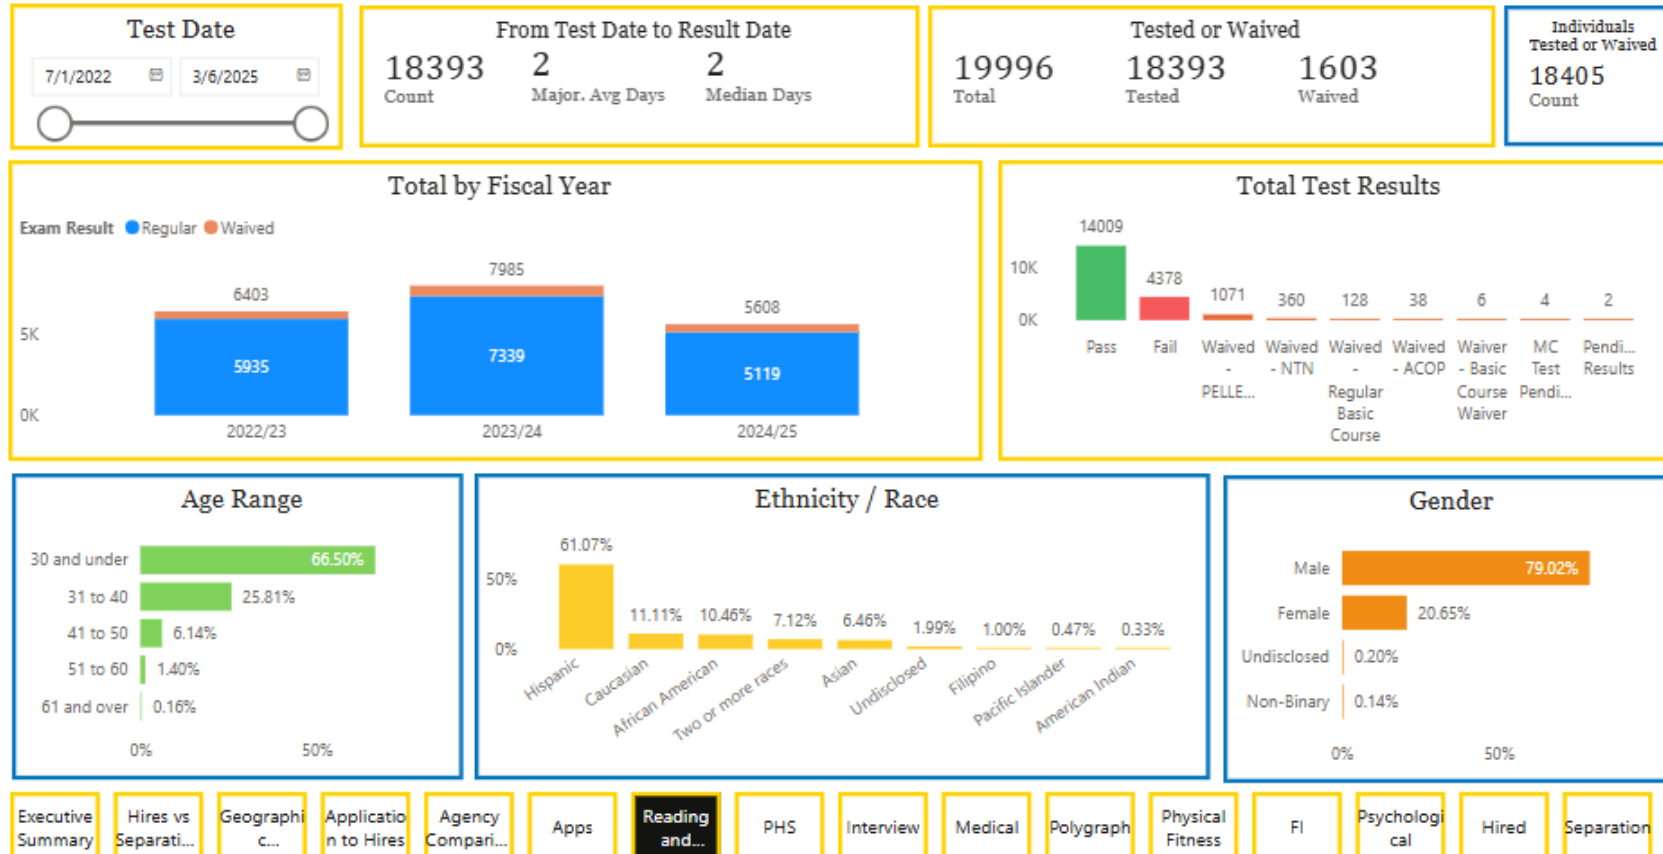 Test Date
7/1/2022
3/6/2025
From Test Date to Result Date
18393
Count
2
Major. Avg Days
2
Median Days
Tested or Waived
19996
Total
18393
Tested
1603
Waived
Individuals
Tested or Waived
18405
Count
Total by Fiscal Year
Exam Result Regular Waived
5K
0K
6403
5935
2022/23
7985
7339
2023/24
5608
5119
2024/25
Total Test Results
10K
0K
14009
4378
1071
360
128
38
6
4
2
Pass
Fail
Waived
-
PELLE...
Waived
- NTN
Waived
-
Regular
Basic
Course
Waived
- ACOP
Waiver
- Basic
Course
Waiver
MC
Test
Pendi...
Pendi...
Results
Age Range
30 and under 66.50%
31 to 40 25.81%
41 to 50 6.14%
51 to 60 1.40%
61 and over 0.16%
0% 50%
Ethnicity / Race
50%
0%
61.07%
11.11%
10.46%
7.12%
6.46%
1.99%
1.00%
0.47%
0.33%
Hispanic
Caucasian
African American
Two or more races
Asian
Undisclosed
Filipino
Pacific Islander
American Indian
Gender
Male 79.02%
Female 20.65%
Undisclosed 0.20%
Non-Binary 0.14%
0% 50%
Executive
Summary
Hires vs
Separati...
Geographi
c...
Applicatio
n to Hires
Agency
Compari...
Apps
Reading
and...
PHS
Interview
Medical
Polygraph
Physical
Fitness
FI
Psychologi
cal
Hired
Separation